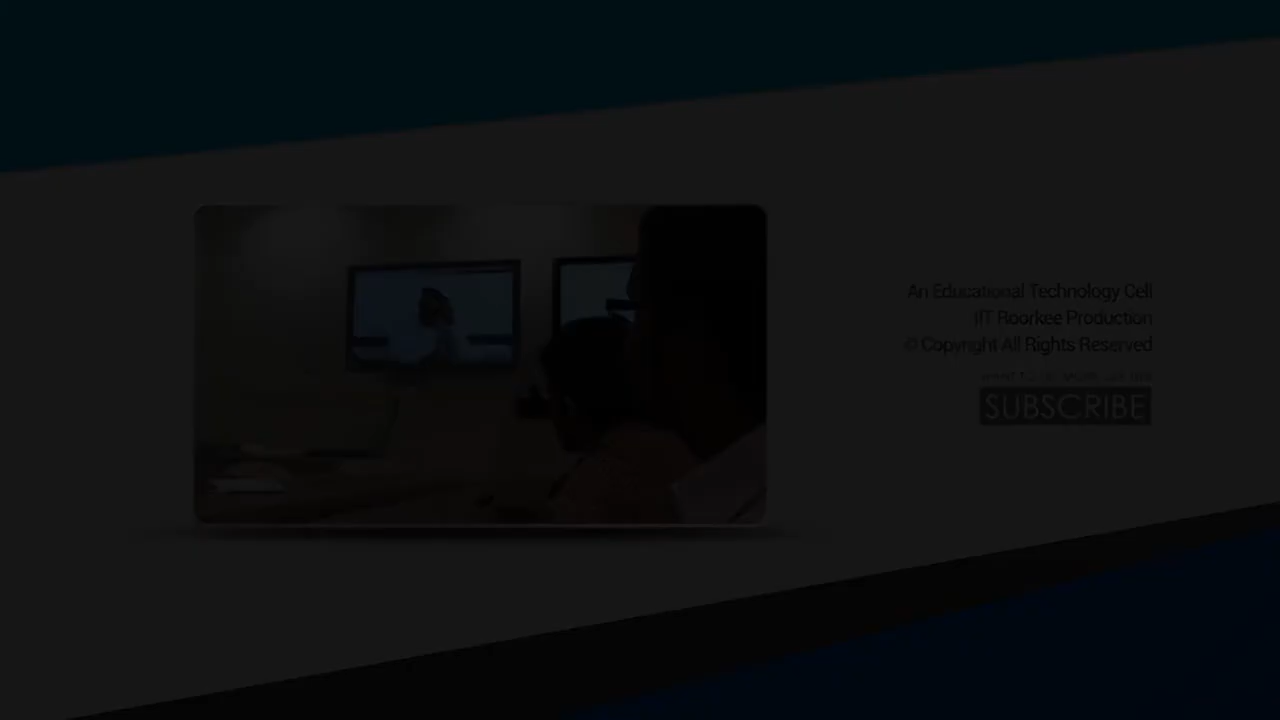 An Educational Technology Cell
IIT Roorkee Production
© Copyright All Rights Reserved
SUBSCRIBE